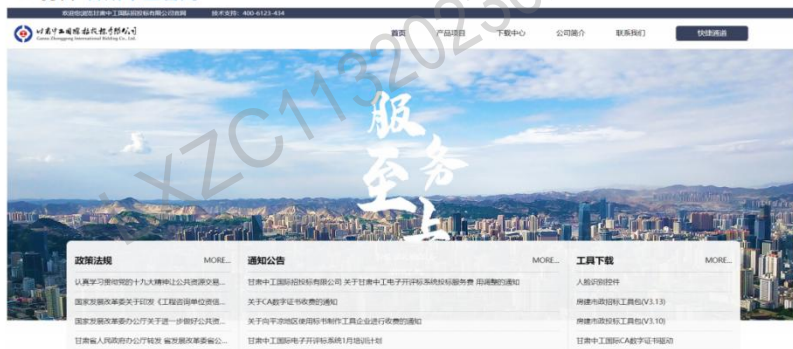 欢迎您浏览甘肃中工国际招投标有限公司官网 技术支持：400-6123-434
甘肃中工国际招投标有限公司
Gansu Zhonggong International Bidding Co., Ltd.
首页 产品项目 下载中心 公司简介 联系我们 快捷通道
LXZC11320230
服务
至上
政策法规 MORE... 通知公告 MORE... 工具下载 MORE...
认真学习贯彻党的十九大精神让公共资源交易... 甘肃中工国际招投标有限公司 关于甘肃中工电子开评标系统投标服务费 用调整的通知 人脸识别控件
国家发展改革委关于印发《工程咨询单位资信... 关于CA数字证书收费的通知 房建市政招标工具包(V3.13)
国家发展改革委办公厅关于进一步做好公共资... 关于向平凉地区使用标书制作工具企业进行收费的通知 房建市政投标工具包(V3.10)
甘肃省人民政府办公厅转发 省发展改革委省公... 甘肃中工国际电子开评标系统1月培训计划 甘肃中工国际CA数字证书驱动